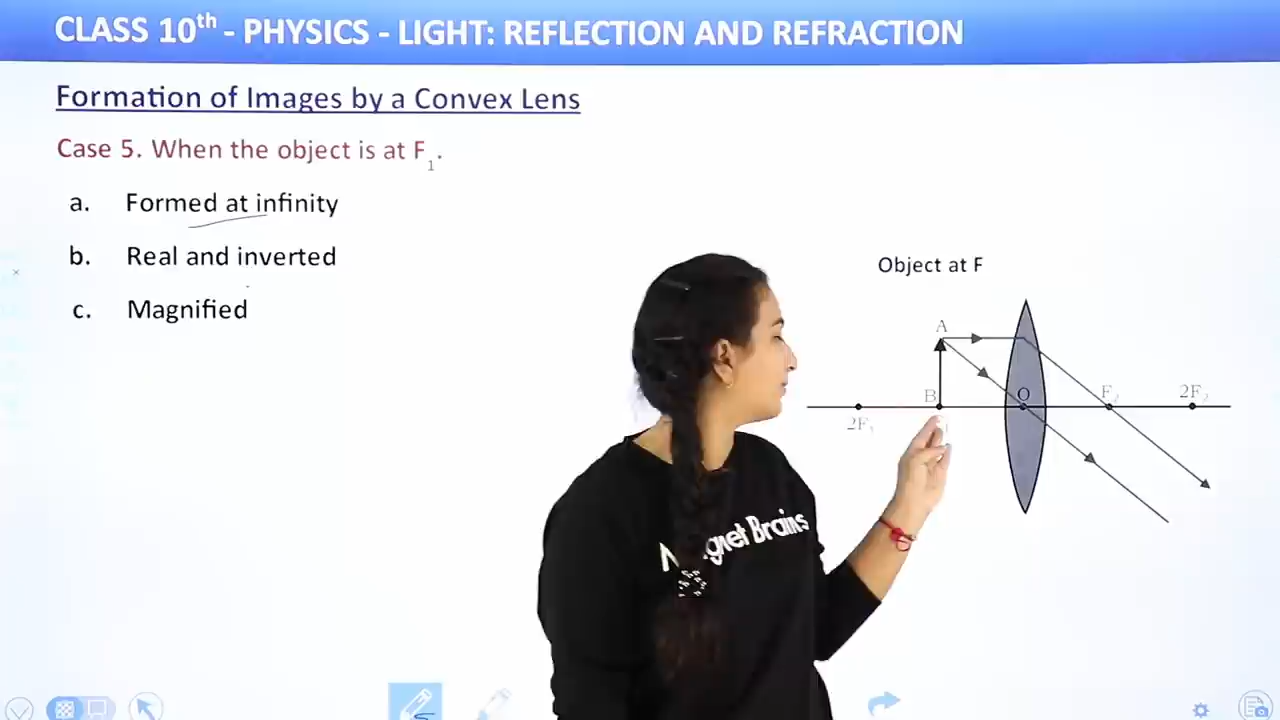 CLASS 10th - PHYSICS - LIGHT: REFLECTION AND REFRACTION
Formation of Images by a Convex Lens
Case 5. When the object is at F1.
a. Formed at infinity
b. Real and inverted
c. Magnified
Object at F
A
B O F2 2F2
2F1
Magnet Brains